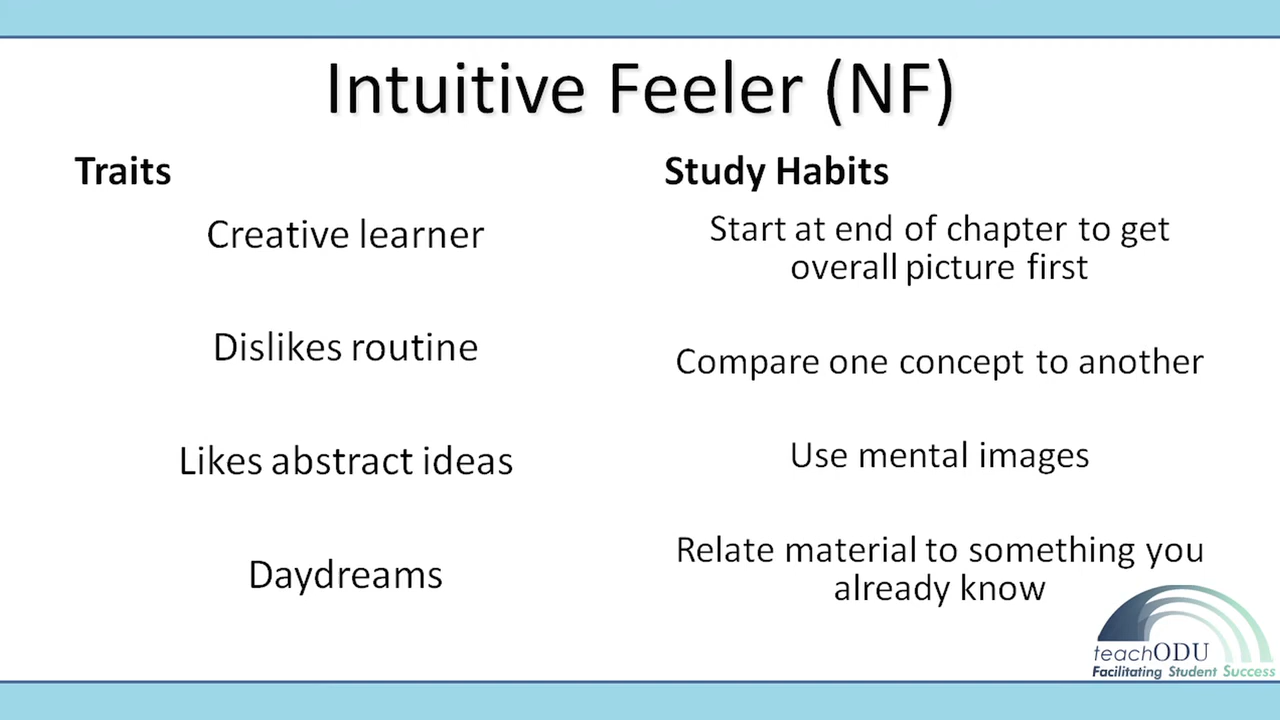 Intuitive Feeler (NF)
Traits
Creative learner
Dislikes routine
Likes abstract ideas
Daydreams
Study Habits
Start at end of chapter to get
overall picture first
Compare one concept to another
Use mental images
Relate material to something you
already know
teachODU
Facilitating Student Success